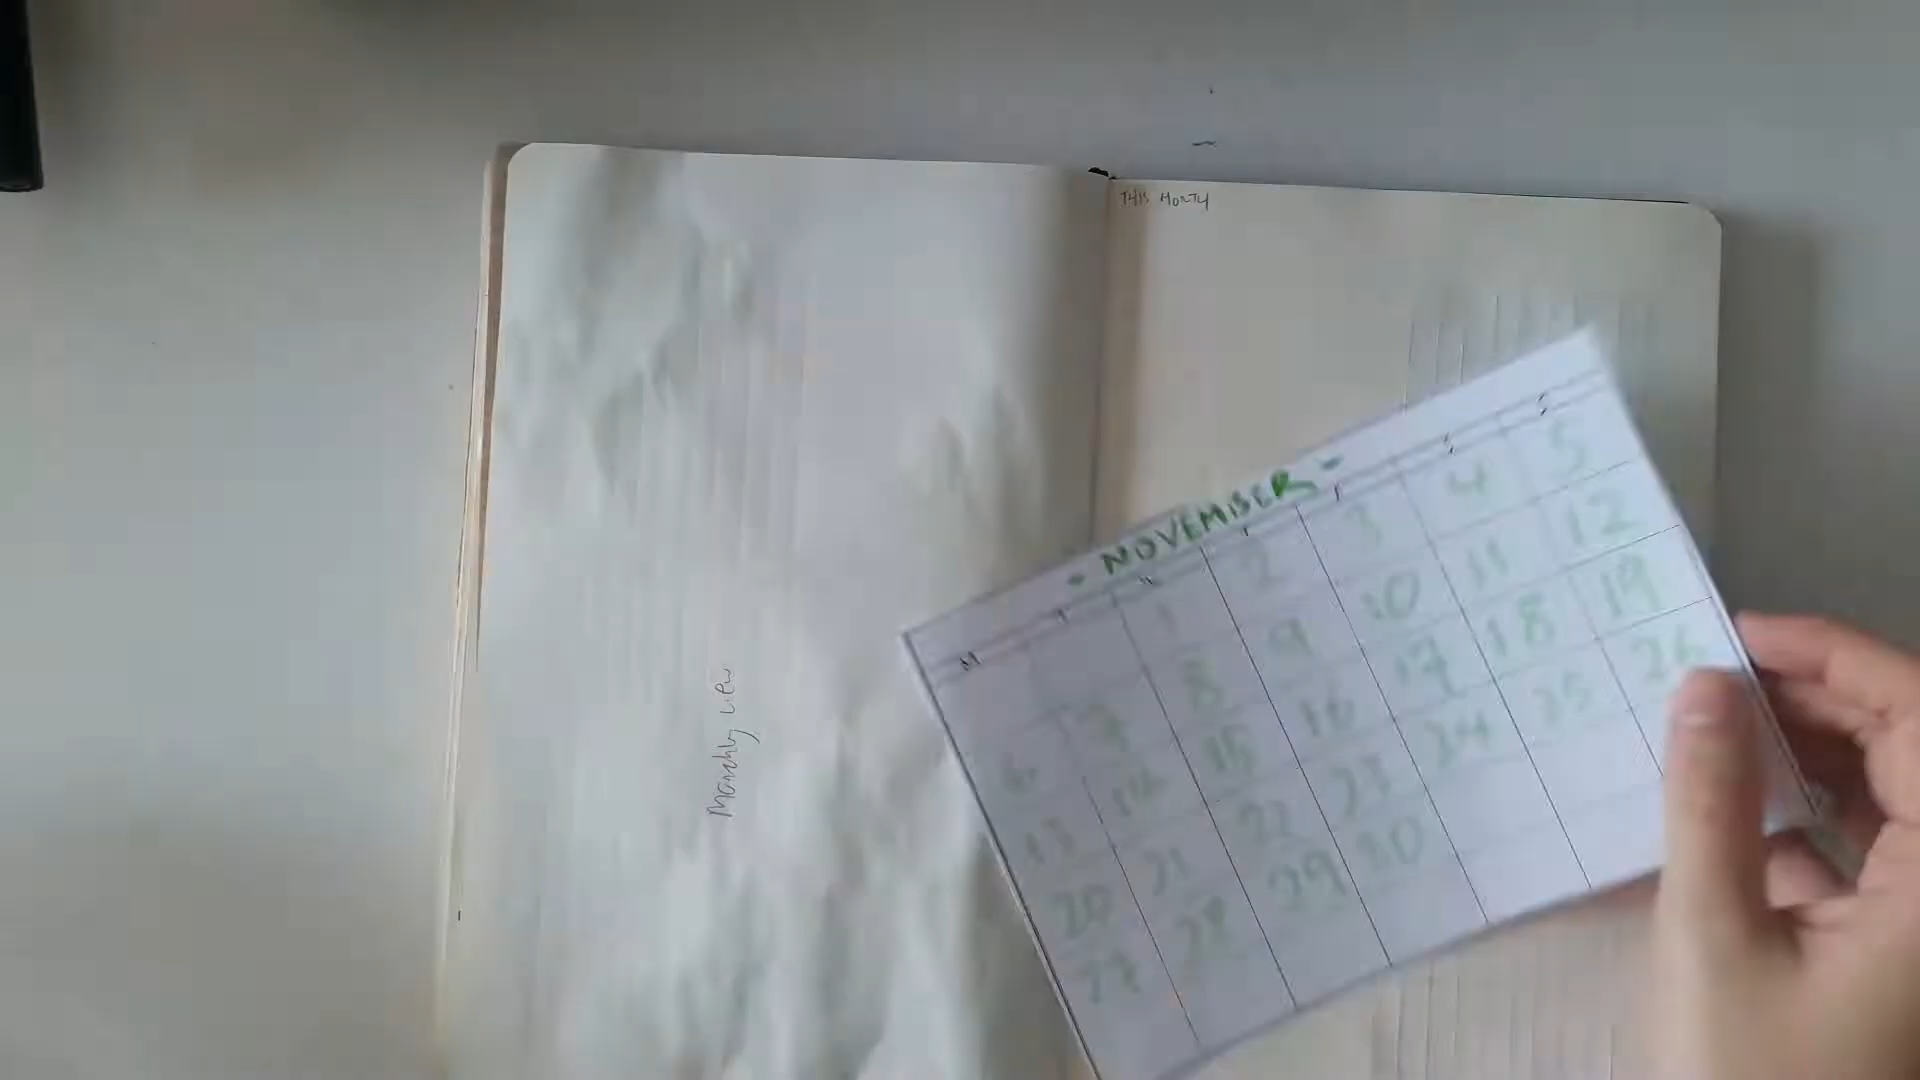 THIS MONTH
Monthly view
- NOVEMBER -
M T W T F S S
1 2 3 4 5
6 7 8 9 10 11 12
13 14 15 16 17 18 19
20 21 22 23 24 25 26
27 28 29 30